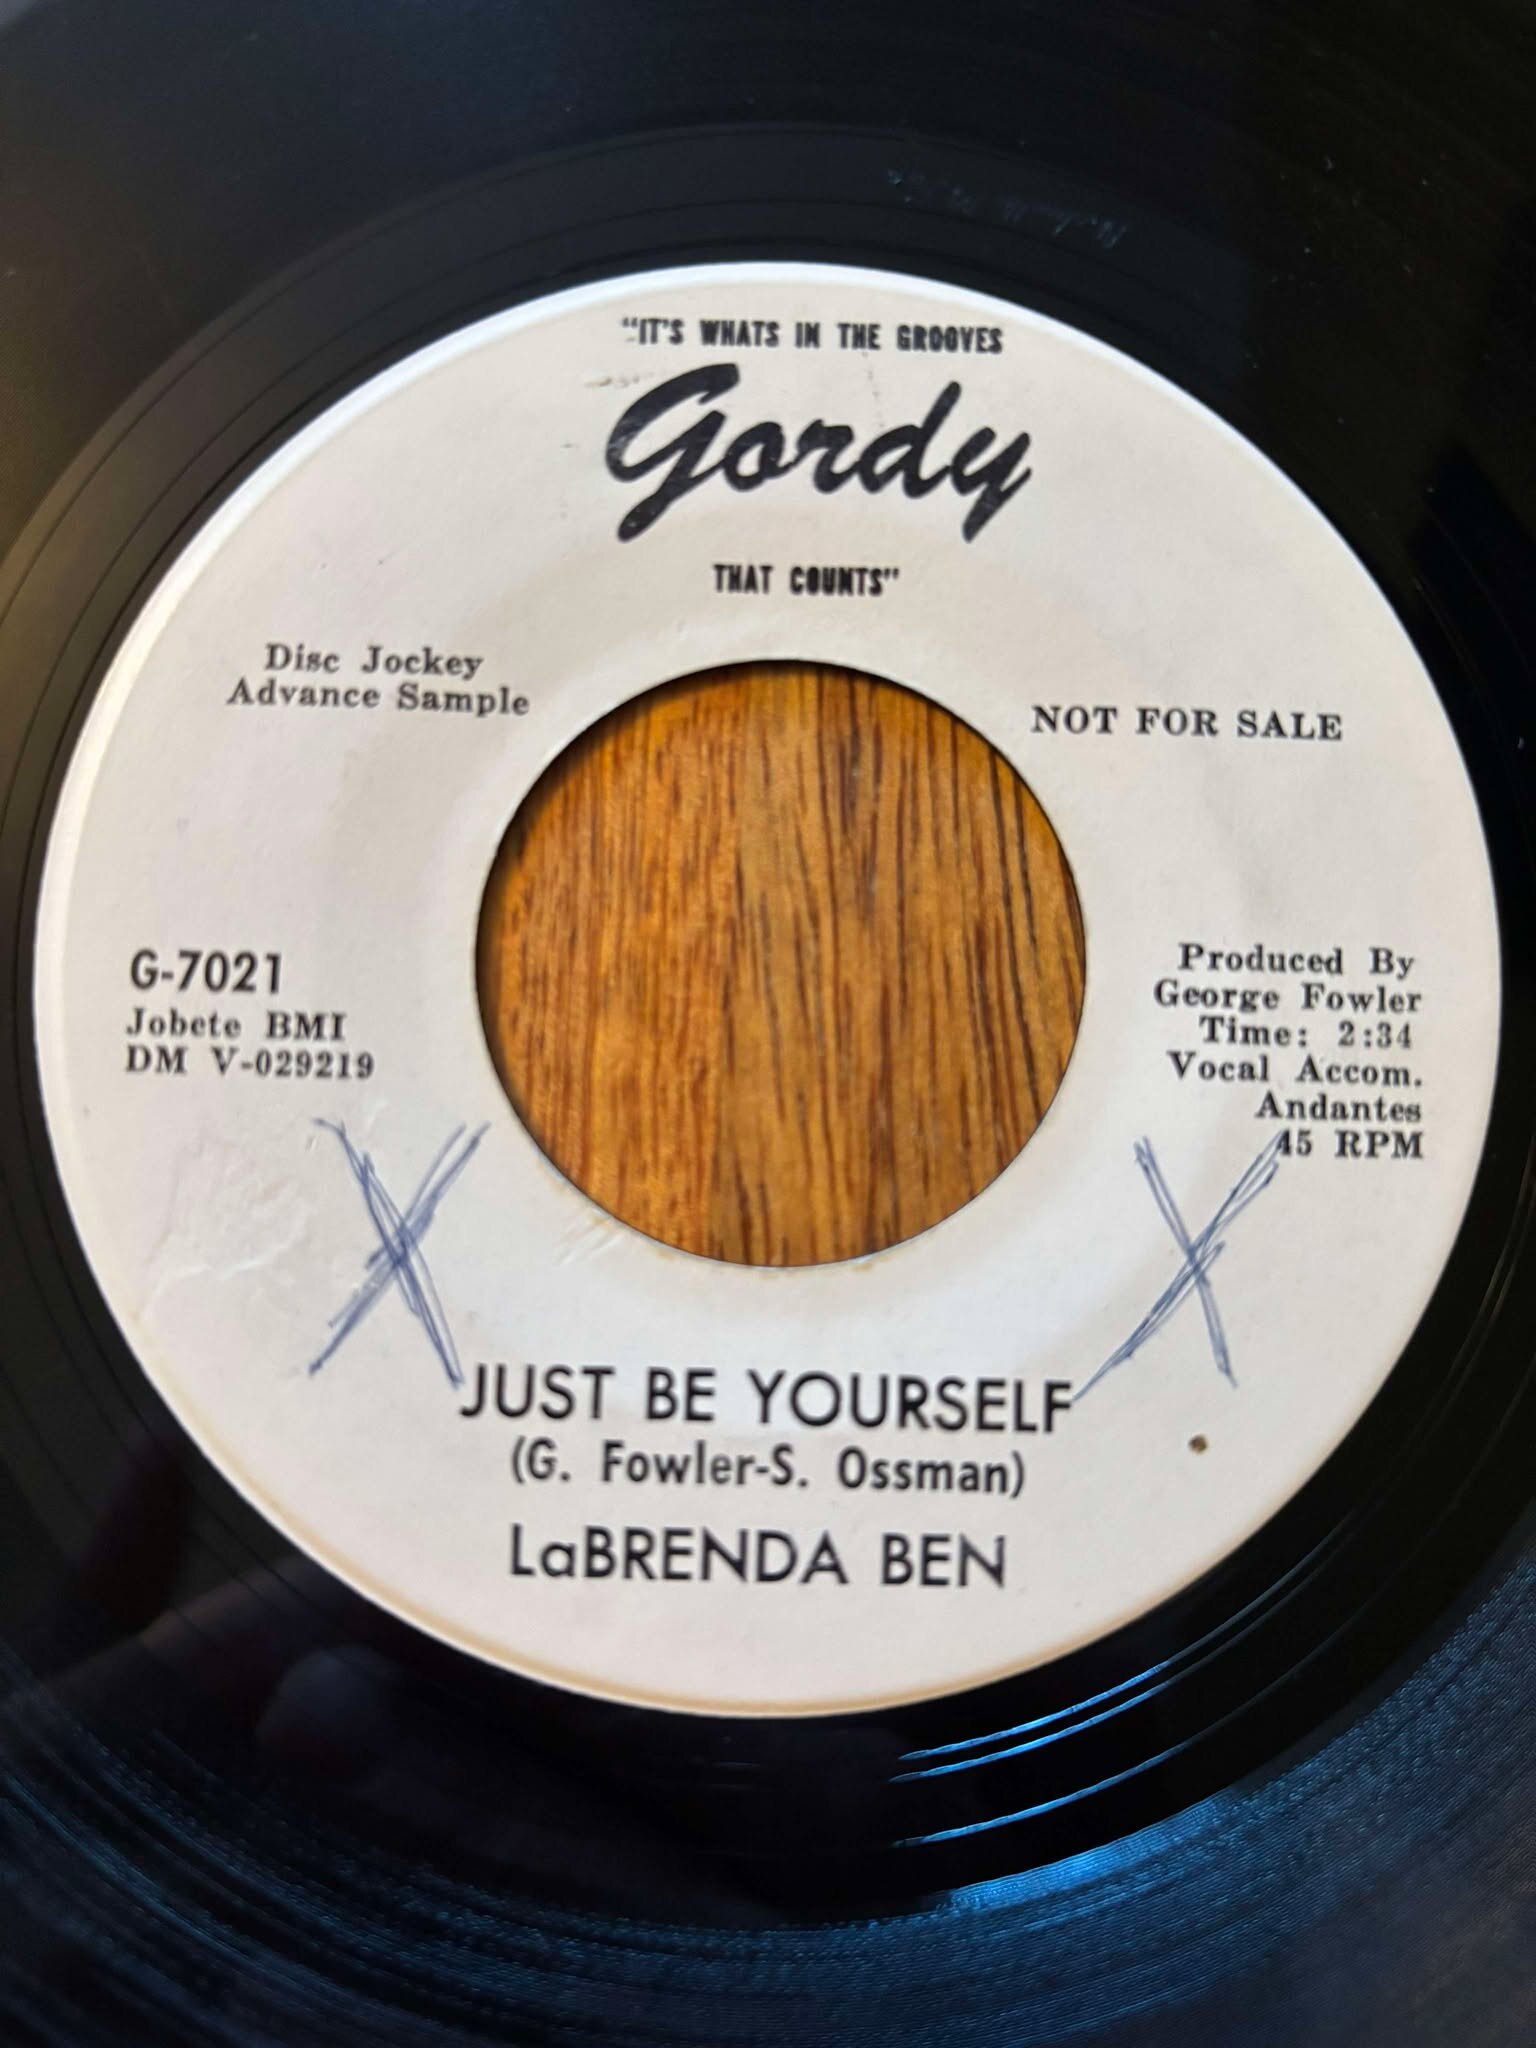 "IT'S WHATS IN THE GROOVES
Gordy
THAT COUNTS"
Disc Jockey
Advance Sample
NOT FOR SALE
G-7021
Jobete BMI
DM V-029219
Produced By
George Fowler
Time: 2:34
Vocal Accom.
Andantes
45 RPM
X X
JUST BE YOURSELF
(G. Fowler-S. Ossman)
LaBRENDA BEN